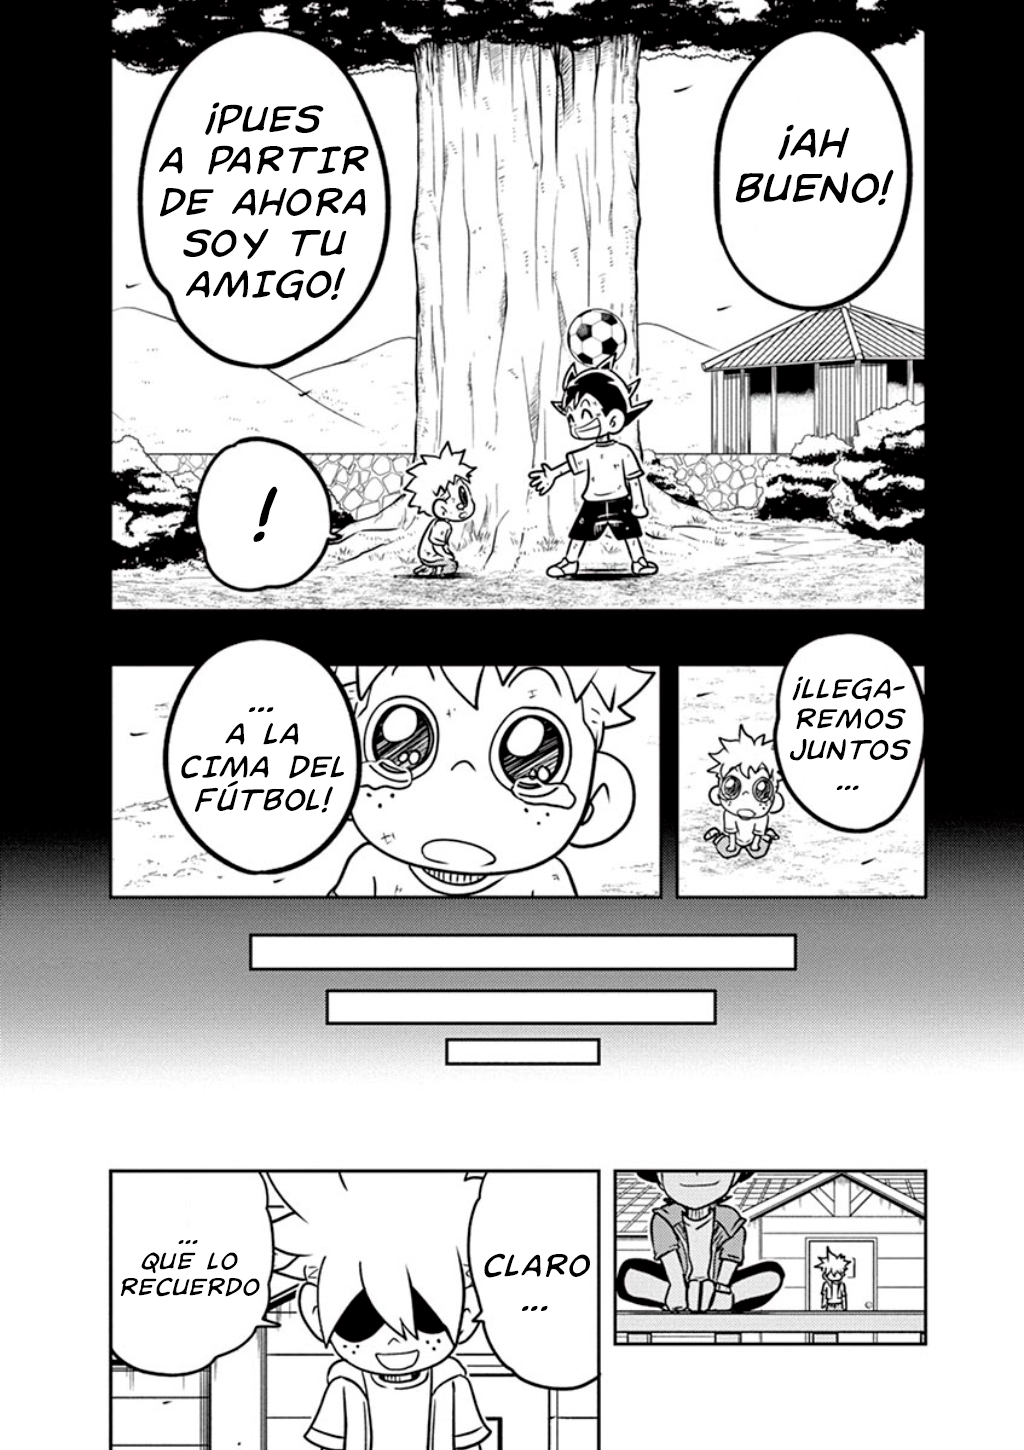 ¡AH
BUENO!
¡PUES
A PARTIR
DE AHORA
SOY TU
AMIGO!
!
¡LLEGA-
REMOS
JUNTOS
...
...
A LA
CIMA DEL
FÚTBOL!
CLARO
...
...
QUE LO
RECUERDO